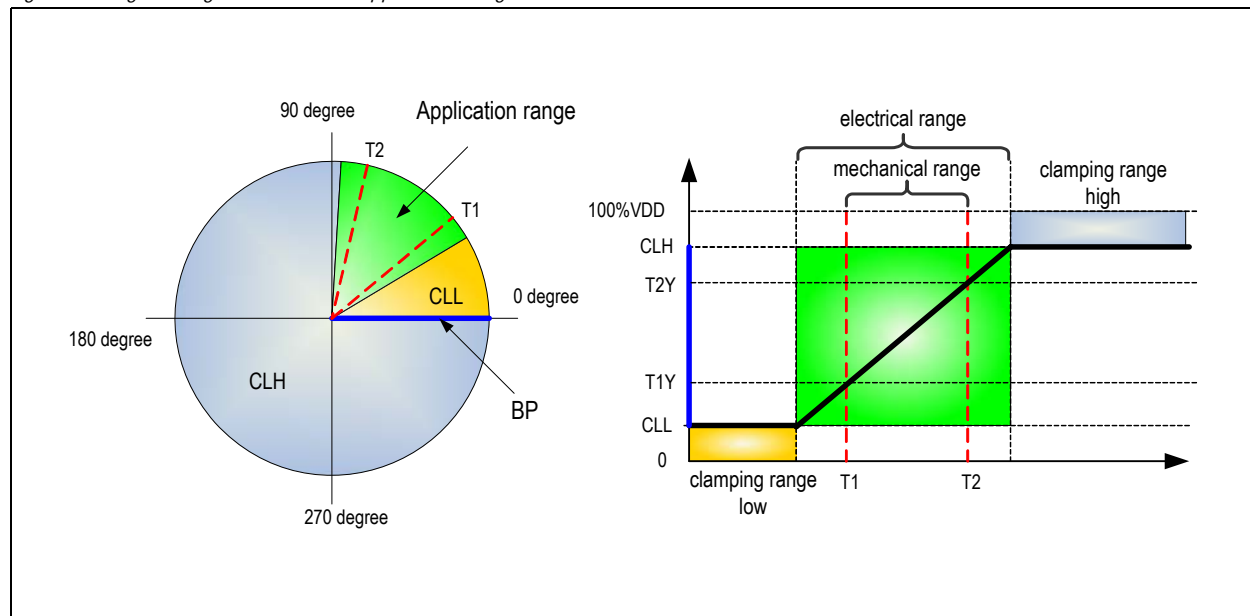 90 degree
Application range
T2
T1
CLL
0 degree
180 degree
CLH
BP
270 degree
electrical range
mechanical range
clamping range
high
100%VDD
CLH
T2Y
T1Y
CLL
0
clamping range
low
T1
T2